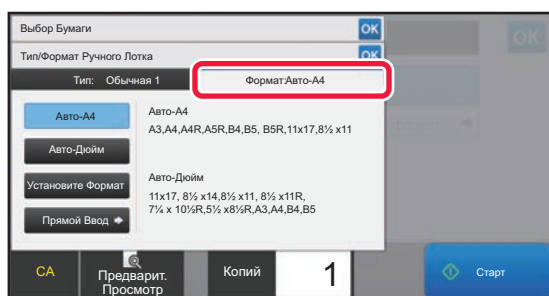 Выбор Бумаги
OK
Тип/Формат Ручного Лотка
OK
Тип: Обычная 1
Формат:Авто-А4
Авто-А4
Авто-А4
A3,A4,A4R,A5R,B4,B5, B5R,11x17,8½ x11
Авто-Дюйм
Установите Формат
Авто-Дюйм
11x17, 8½ x14,8½ x11, 8½ x11R,
7¼ x 10½R,5½ x8½R,A3,A4,B4,B5
Прямой Ввод
OK
CA
Предварит.
Просмотр
Копий
1
Старт